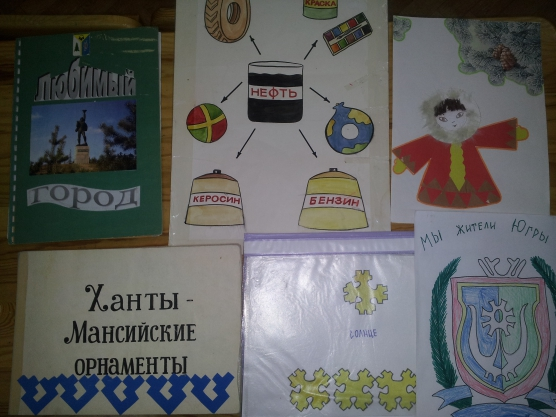 Любимый
город
КРАСКА
НЕФТЬ
КЕРОСИН
БЕНЗИН
Ханты -
Мансийские
орнаменты
СОЛНЦЕ
Мы жители Югры